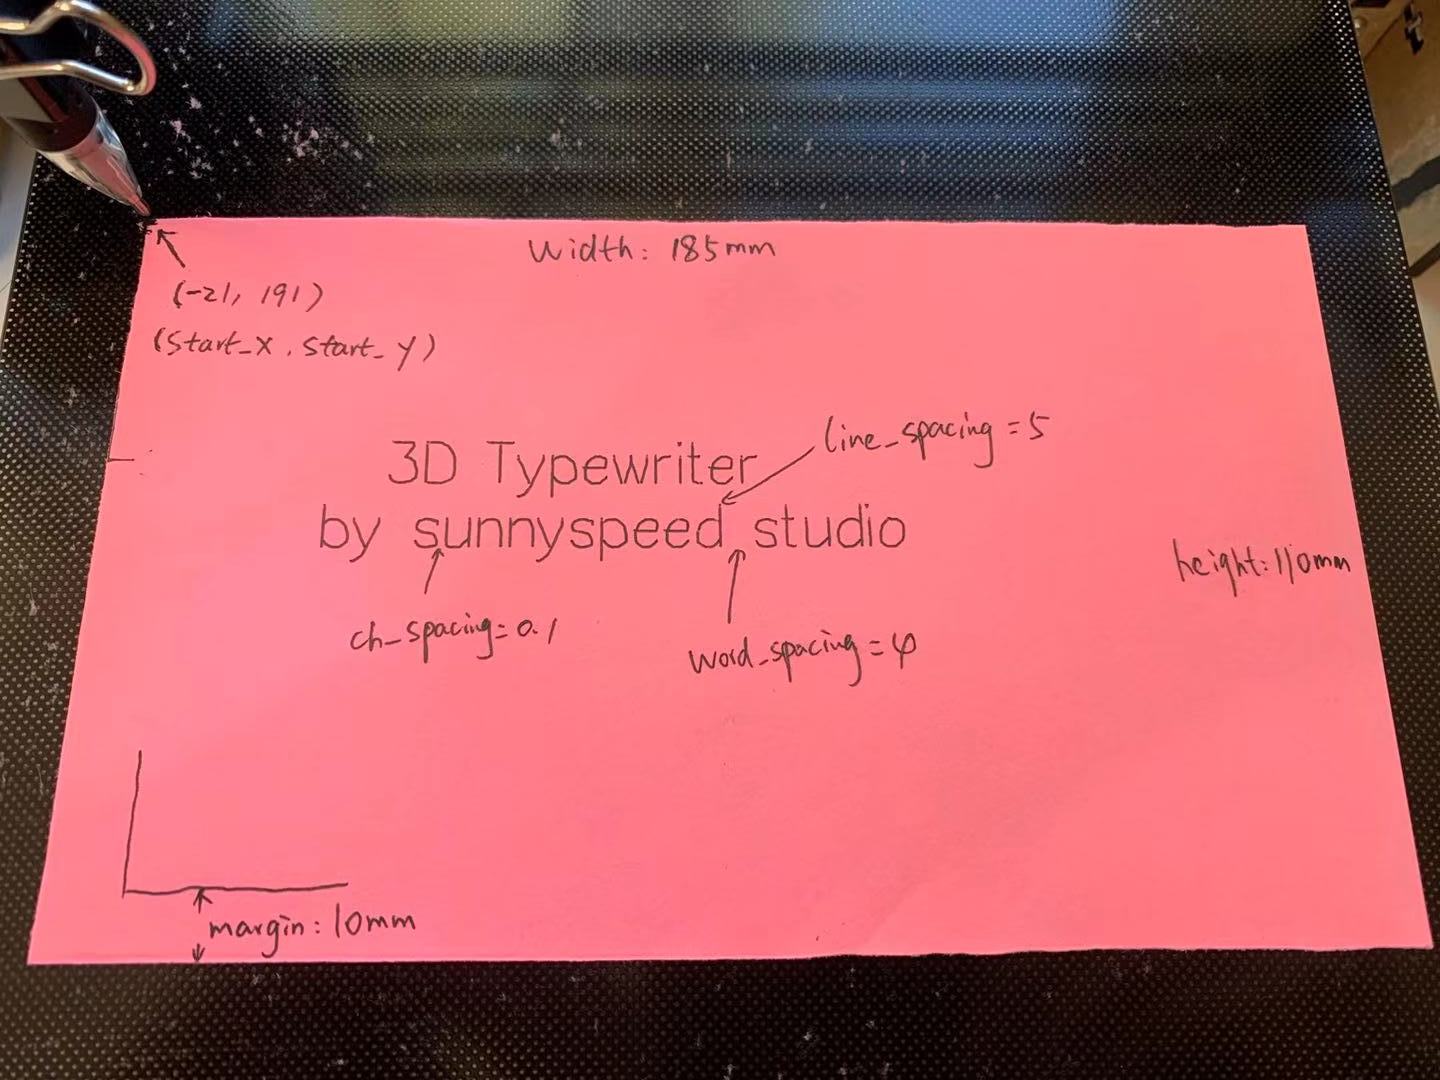 Width: 185mm
(-21, 191)
(Start_x, start_y)
line_spacing = 5
3D Typewriter
by sunnyspeed studio
height: 110mm
ch_spacing = 0.1
word_spacing = 4
margin: 10mm